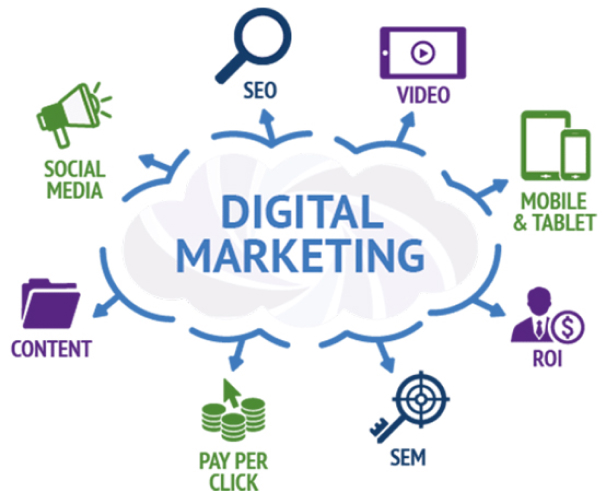 SEO
VIDEO
SOCIAL
MEDIA
MOBILE
& TABLET
DIGITAL
MARKETING
CONTENT
$
ROI
PAY PER
CLICK
SEM